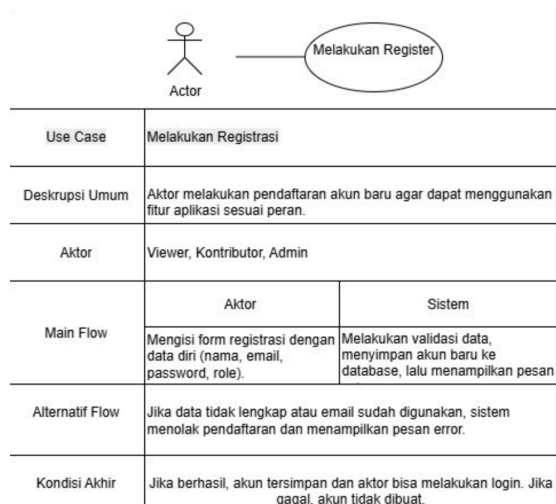 Melakukan Register
Actor
Use Case
Melakukan Registrasi
Deskrupsi Umum
Aktor melakukan pendaftaran akun baru agar dapat menggunakan
fitur aplikasi sesuai peran.
Aktor
Viewer, Kontributor, Admin
Main Flow
Aktor
Sistem
Mengisi form registrasi dengan
data diri (nama, email,
password, role).
Melakukan validasi data,
menyimpan akun baru ke
database, lalu menampilkan pesan
Alternatif Flow
Jika data tidak lengkap atau email sudah digunakan, sistem
menolak pendaftaran dan menampilkan pesan error.
Kondisi Akhir
Jika berhasil, akun tersimpan dan aktor bisa melakukan login. Jika
gagal, akun tidak dibuat.